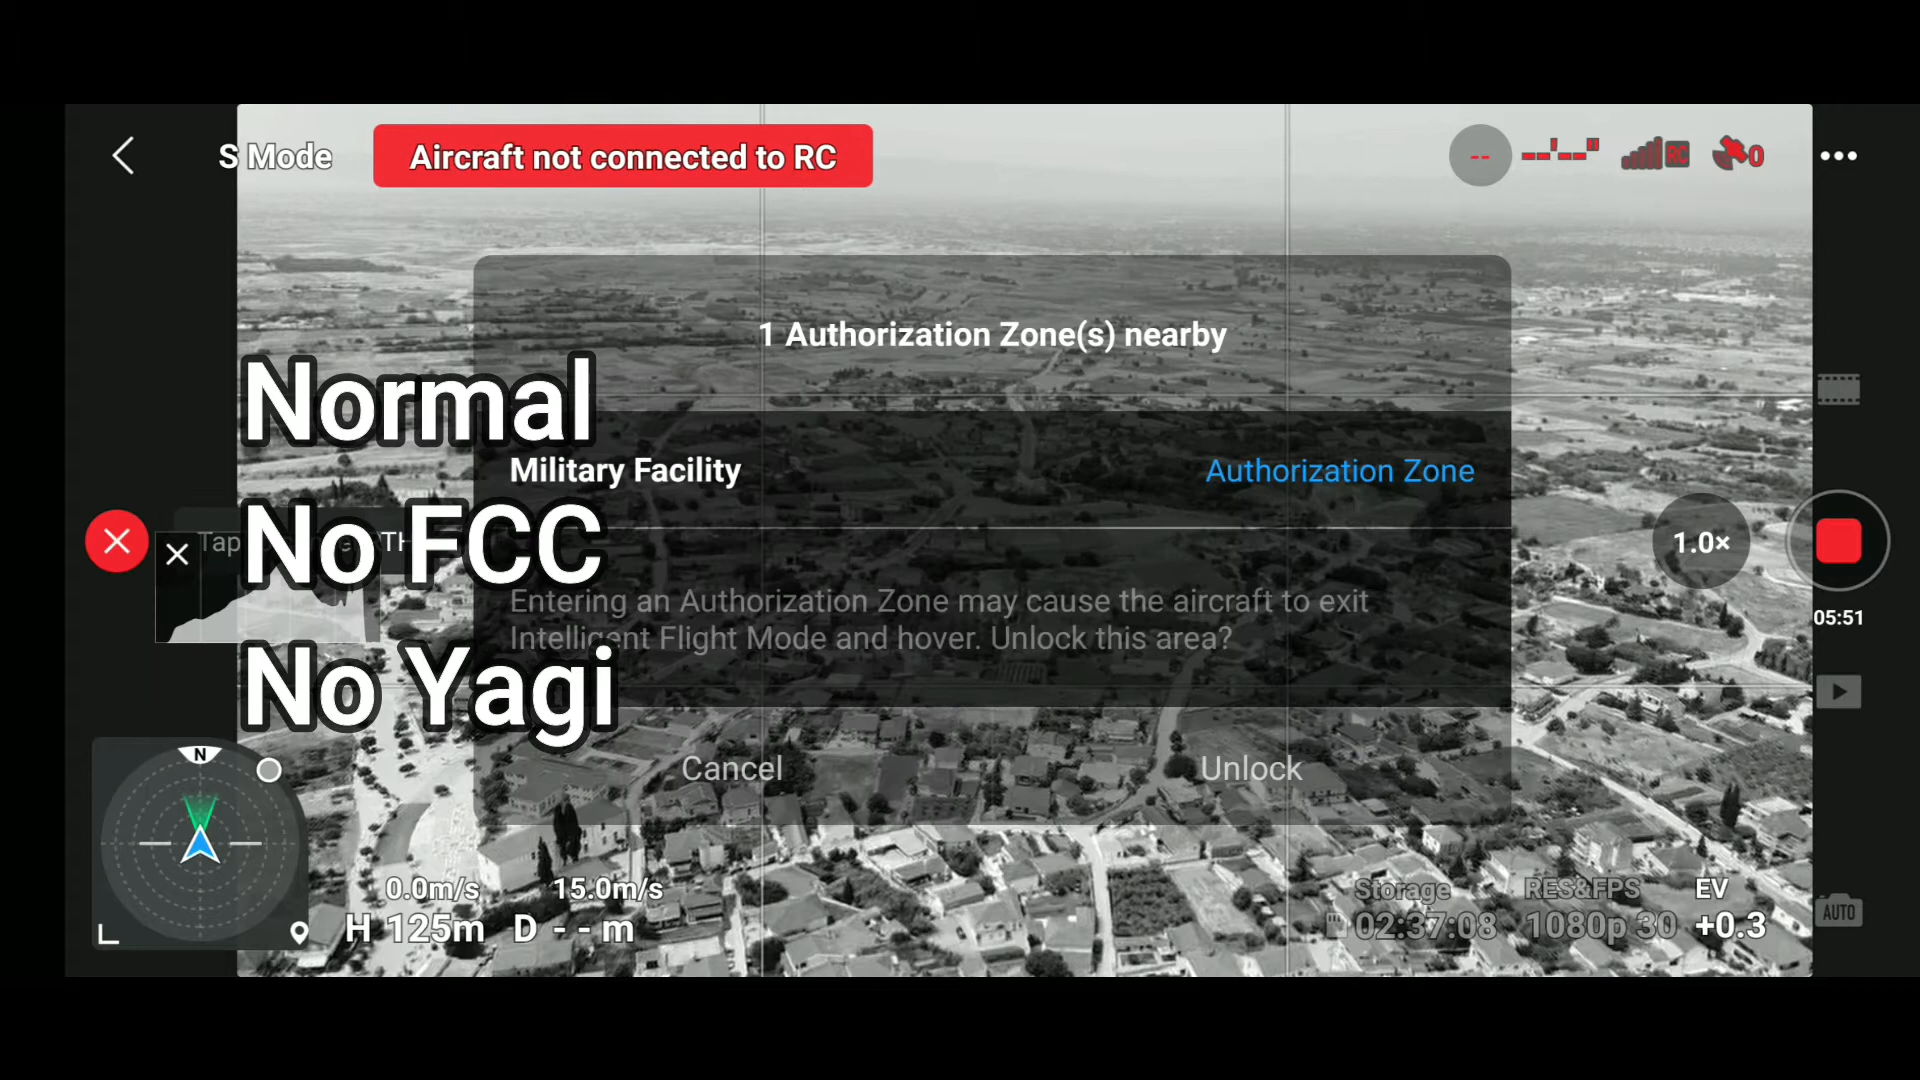 S Mode
Aircraft not connected to RC
--
--'--"
RC
0
1 Authorization Zone(s) nearby
Normal
Military Facility
Authorization Zone
No FCC
Tap
TH
1.0×
Entering an Authorization Zone may cause the aircraft to exit
Intelligent Flight Mode and hover. Unlock this area?
05:51
No Yagi
Cancel
Unlock
N
0.0m/s
15.0m/s
H 125m
D - - m
Storage
RES&FPS
EV
02:37:08
1080p 30
+0.3
AUTO